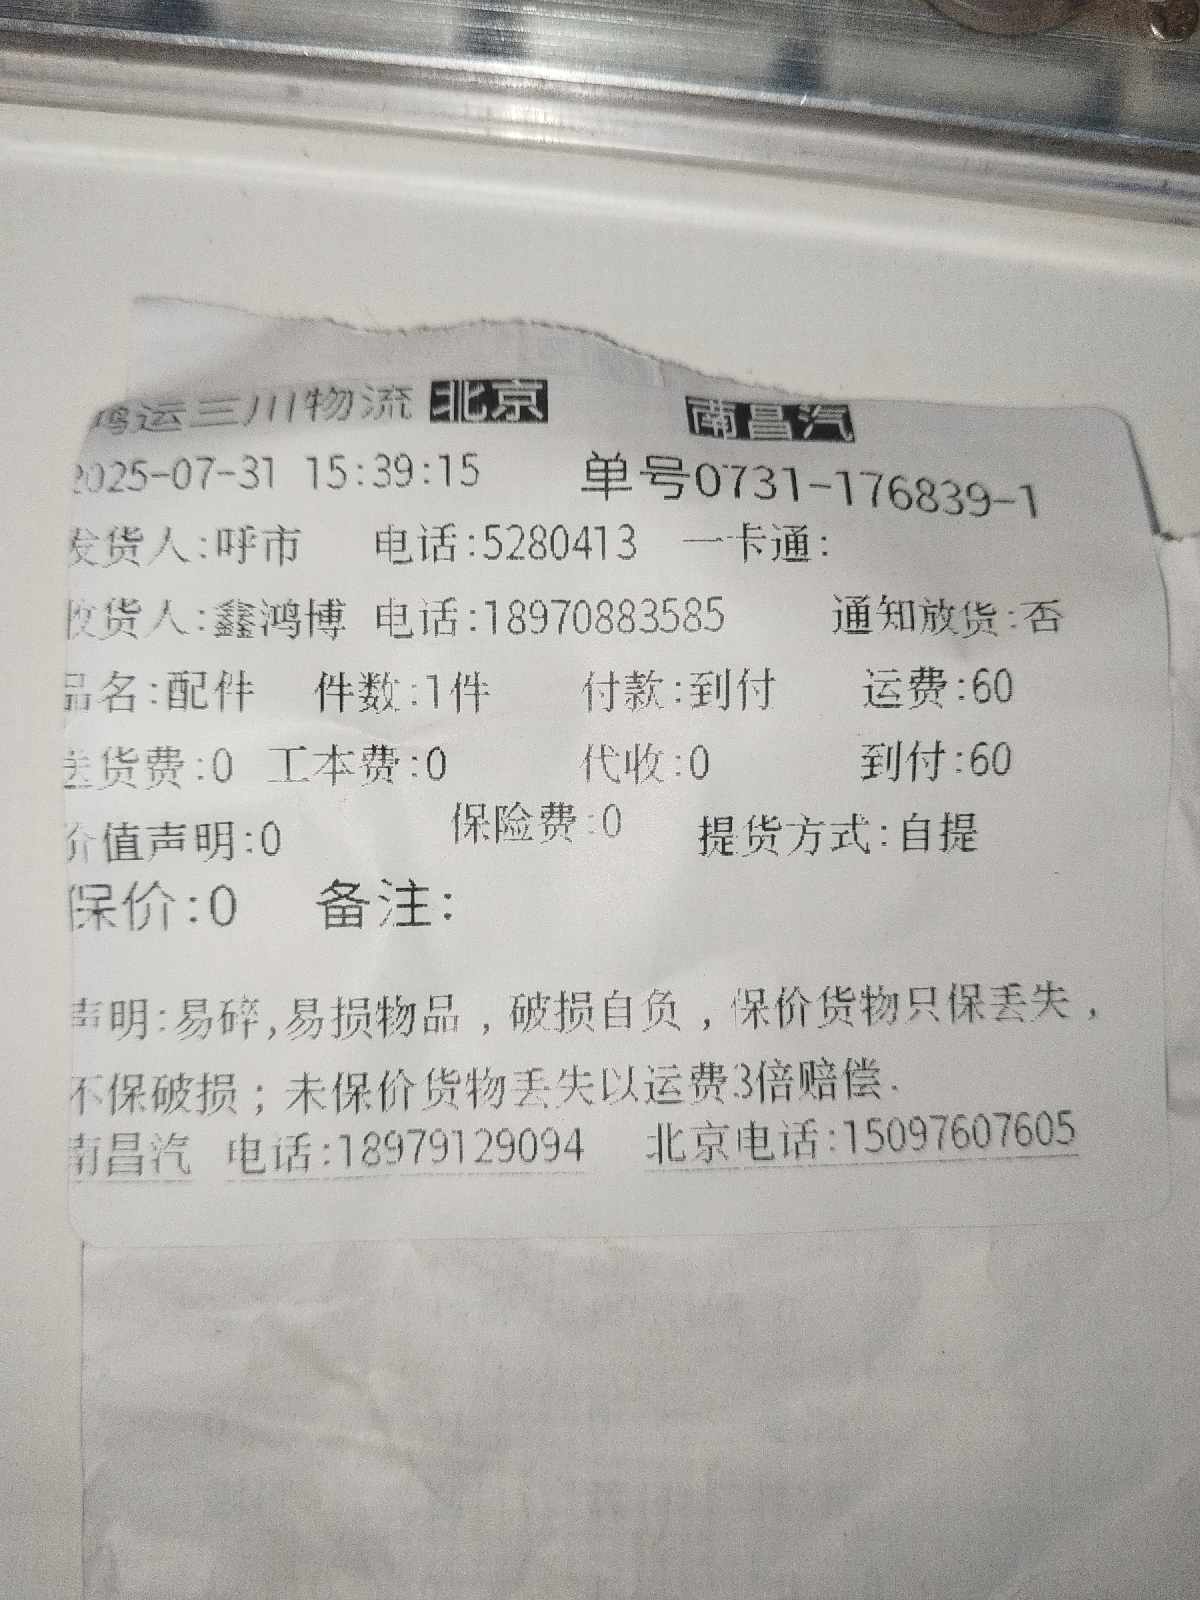 鸿运三川物流 北京 南昌汽
2025-07-31 15:39:15 单号0731-176839-1
发货人:呼市 电话:5280413 一卡通:
收货人:鑫鸿博 电话:18970883585 通知放货:否
品名:配件 件数:1件 付款:到付 运费:60
送货费:0 工本费:0 代收:0 到付:60
价值声明:0 保险费:0 提货方式:自提
保价:0 备注:
声明:易碎,易损物品,破损自负,保价货物只保丢失,
不保破损;未保价货物丢失以运费3倍赔偿.
南昌汽 电话:18979129094 北京电话:15097607605